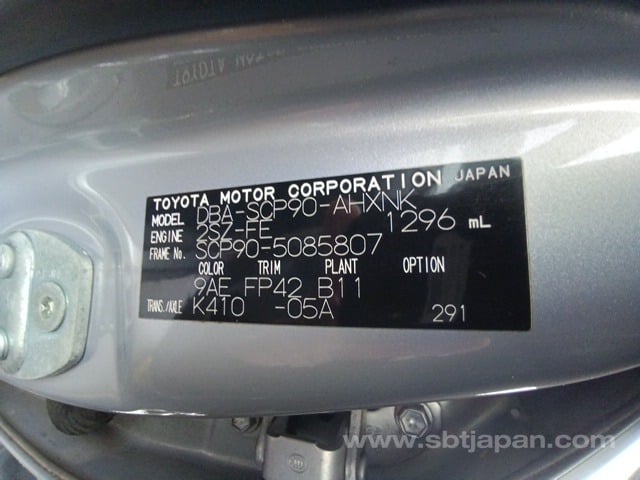 TOYOTA MOTOR CORPORATION JAPAN
MODEL DBA-SCP90-AHXNK
ENGINE 2SZ-FE 1296 mL
FRAME No. SCP90-5085807
COLOR TRIM PLANT OPTION
9AE FP42 B11
TRANS./AXLE K410 -05A 291
www.sbtjapan.com